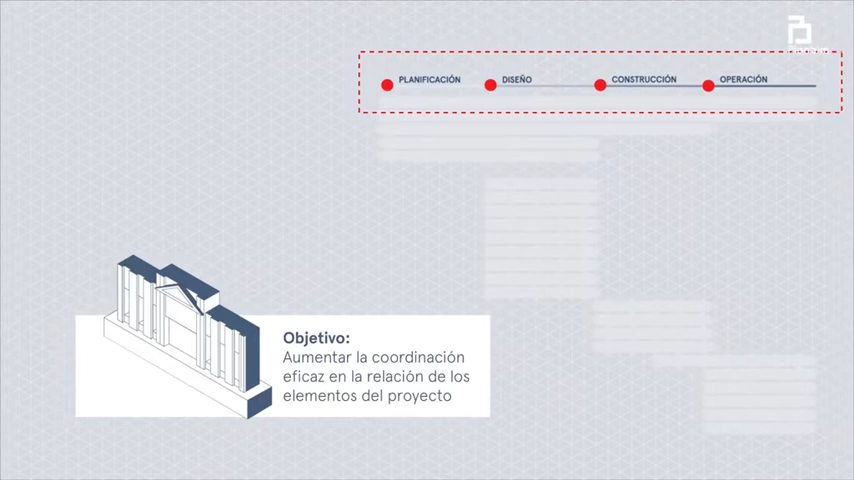 PLANIFICACIÓN
DISEÑO
CONSTRUCCIÓN
OPERACIÓN
Objetivo:
Aumentar la coordinación
eficaz en la relación de los
elementos del proyecto